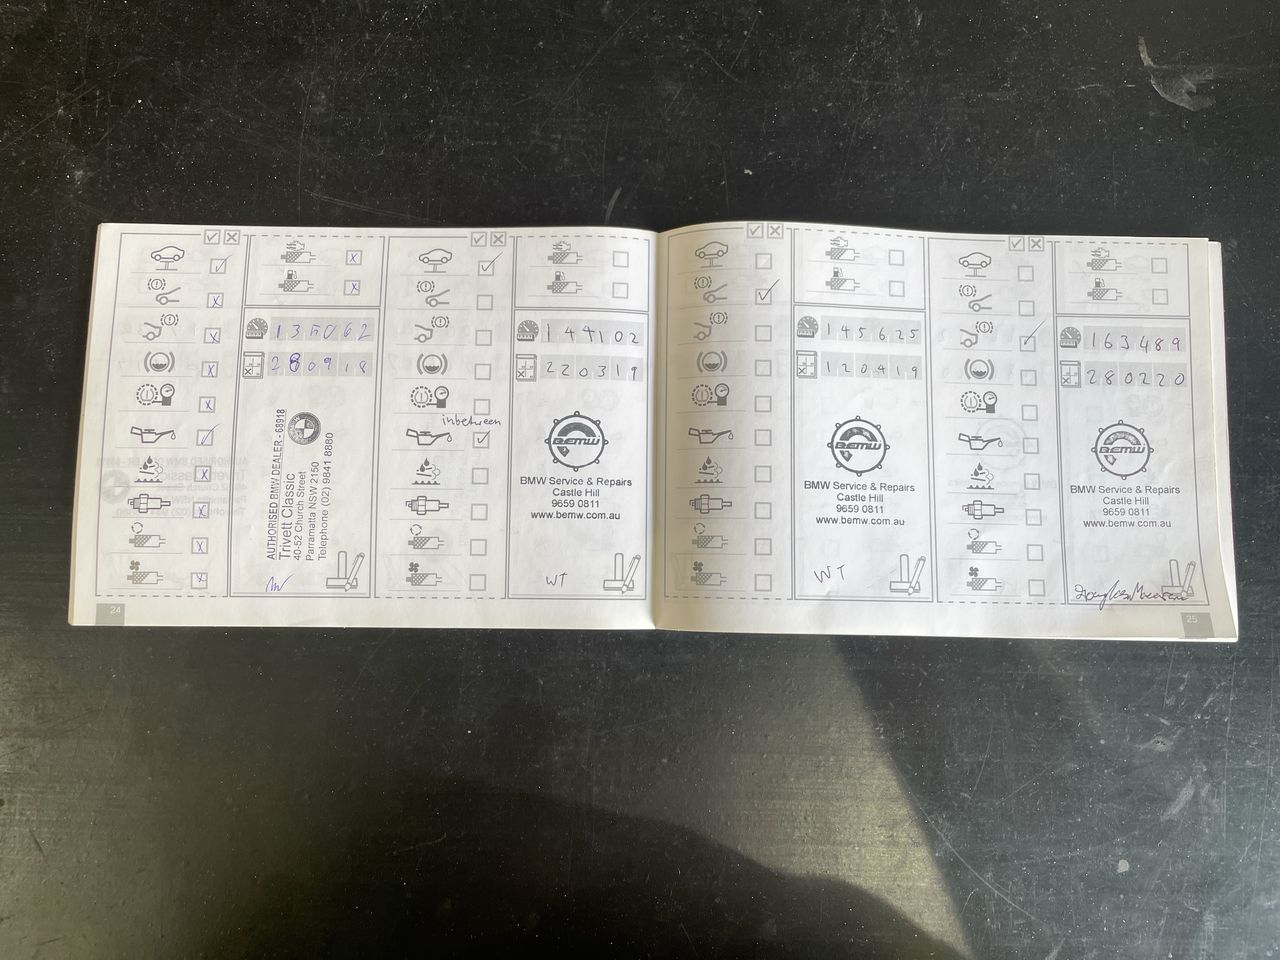 135062
280918
AUTHORISED BMW DEALER - 68918
Trivett Classic
40-52 Church Street
Parramatta NSW 2150
Telephone (02) 9841 8880
24
inbetween
144102
220319
BEMW
BMW Service & Repairs
Castle Hill
9659 0811
www.bemw.com.au
WT
145625
120419
BEMW
BMW Service & Repairs
Castle Hill
9659 0811
www.bemw.com.au
WT
163489
280220
BEMW
BMW Service & Repairs
Castle Hill
9659 0811
www.bemw.com.au
25